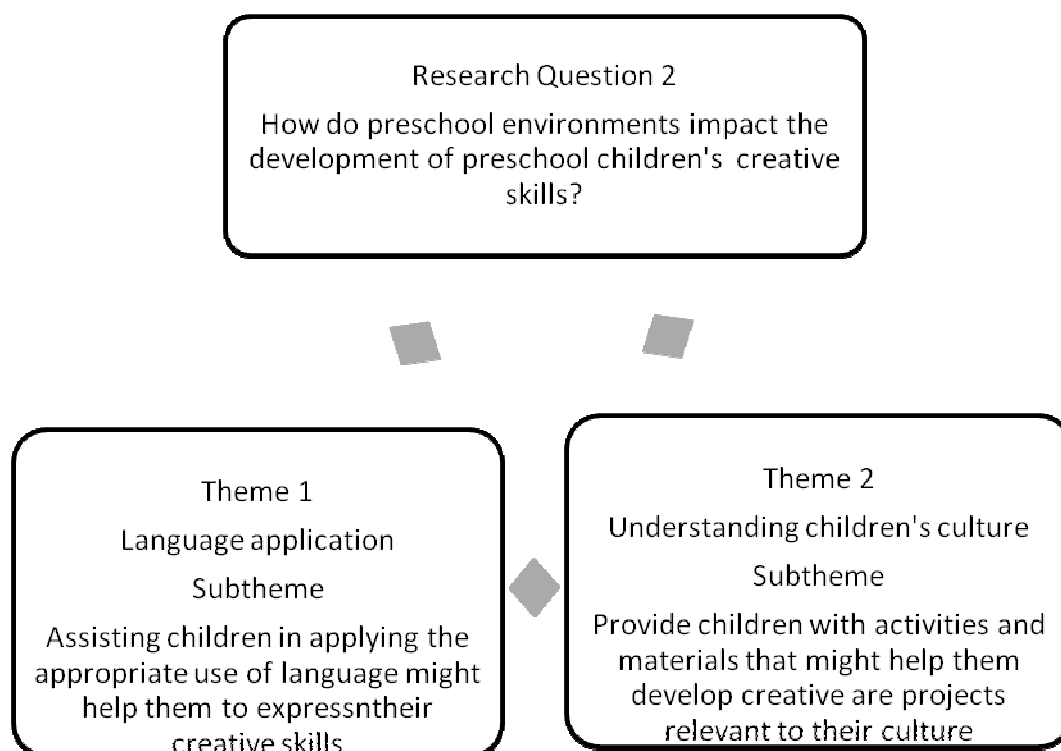 Research Question 2
How do preschool environments impact the
development of preschool children's creative
skills?
Theme 1
Language application
Subtheme
Assisting children in applying the
appropriate use of language might
help them to expressntheir
creative skills
Theme 2
Understanding children's culture
Subtheme
Provide children with activities and
materials that might help them
develop creative are projects
relevant to their culture